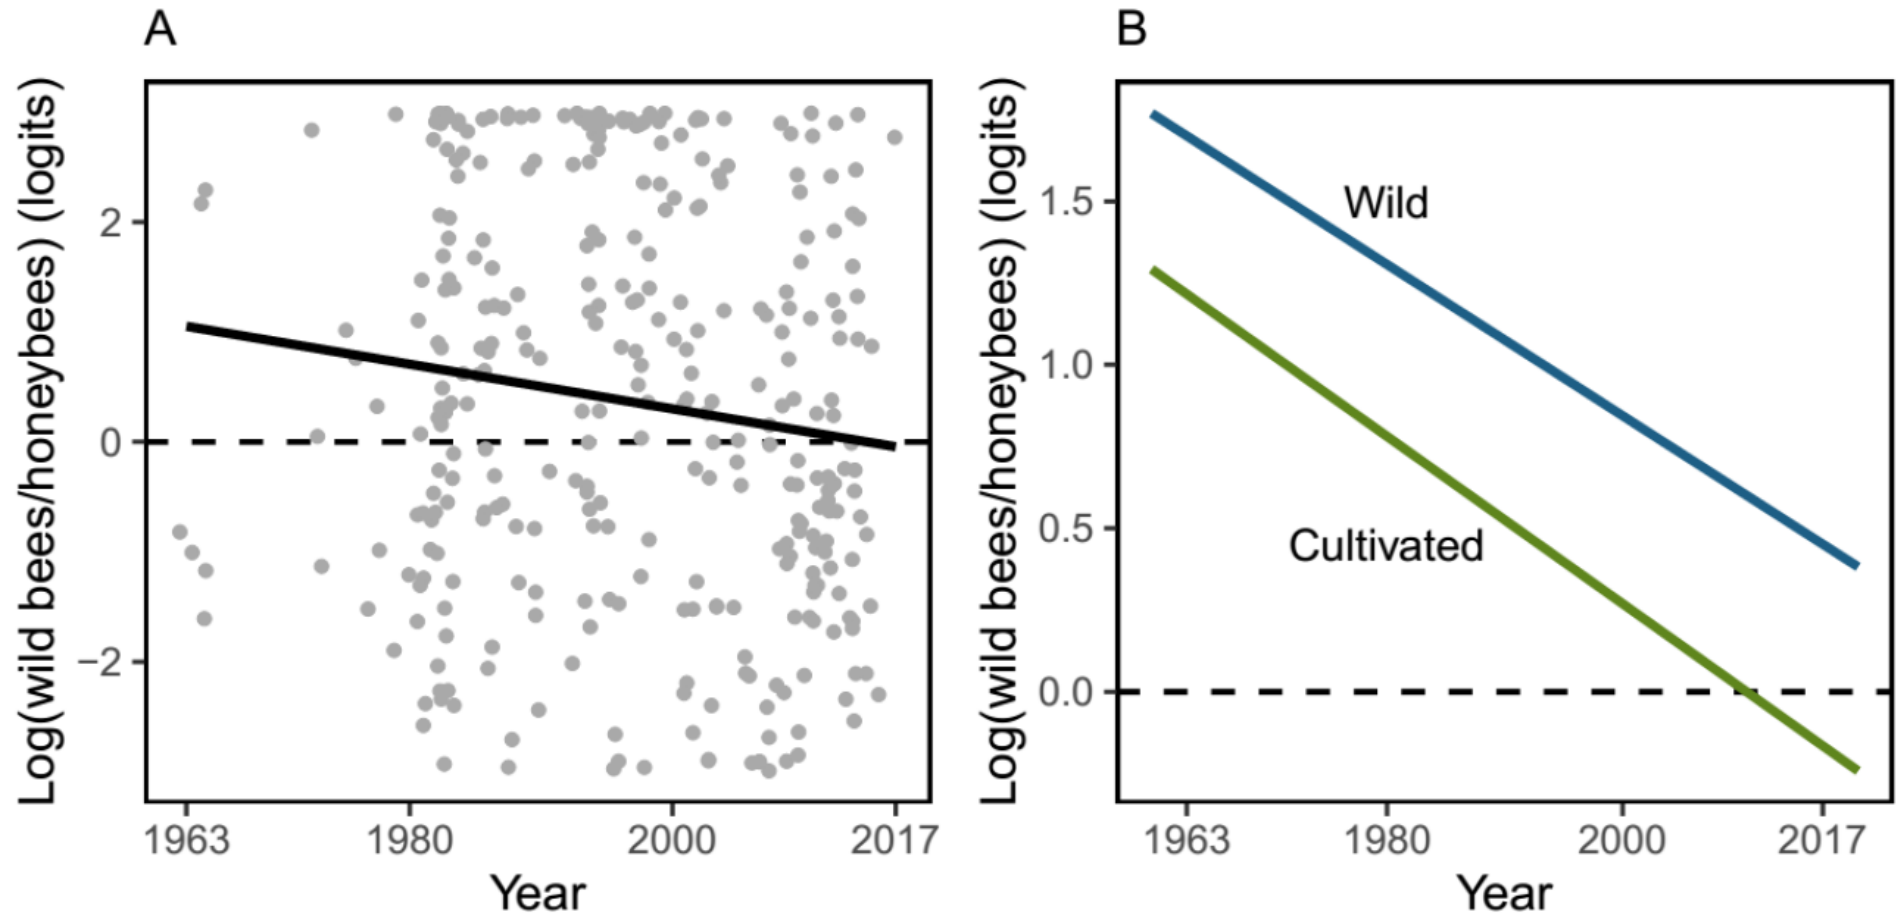 A
Log(wild bees/honeybees) (logits)
2
0
−2
1963 1980 2000 2017
Year
B
Log(wild bees/honeybees) (logits)
1.5
1.0
0.5
0.0
Wild
Cultivated
1963 1980 2000 2017
Year